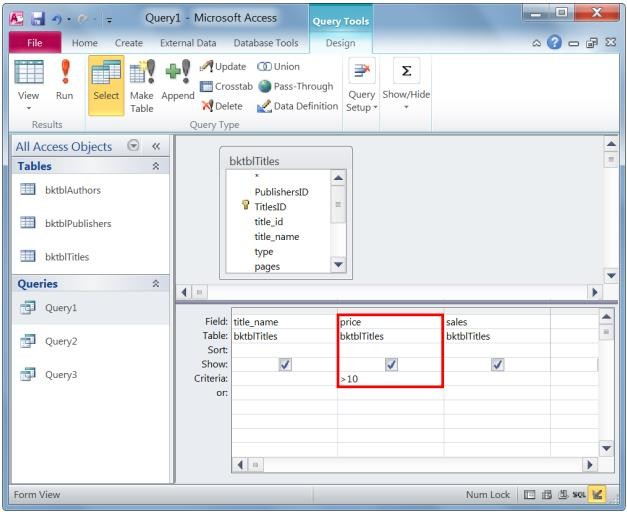 Query1 - Microsoft Access Query Tools
File Home Create External Data Database Tools Design
View Run Select Make Table Append Update Crosstab Delete Union Pass-Through Data Definition Query Setup Show/Hide
Results Query Type
All Access Objects
Tables
bktblAuthors
bktblPublishers
bktblTitles
Queries
Query1
Query2
Query3
bktblTitles
*
PublishersID
TitlesID
title_id
title_name
type
pages
Field: title_name price sales
Table: bktblTitles bktblTitles bktblTitles
Sort:
Show:
Criteria: >10
or:
Form View Num Lock SQL